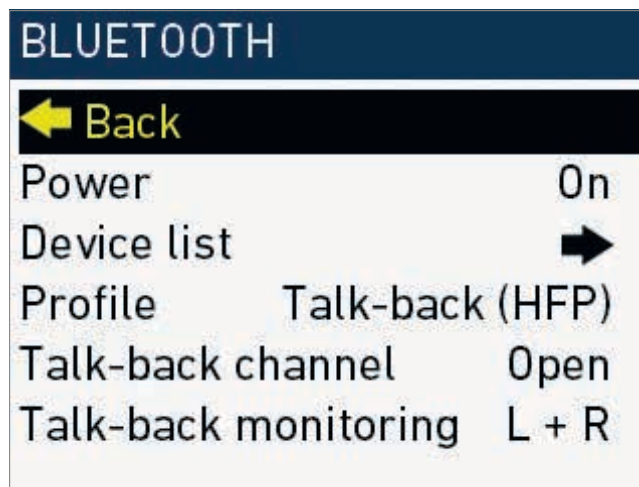 BLUETOOTH
Back
Power On
Device list
Profile Talk-back (HFP)
Talk-back channel Open
Talk-back monitoring L + R